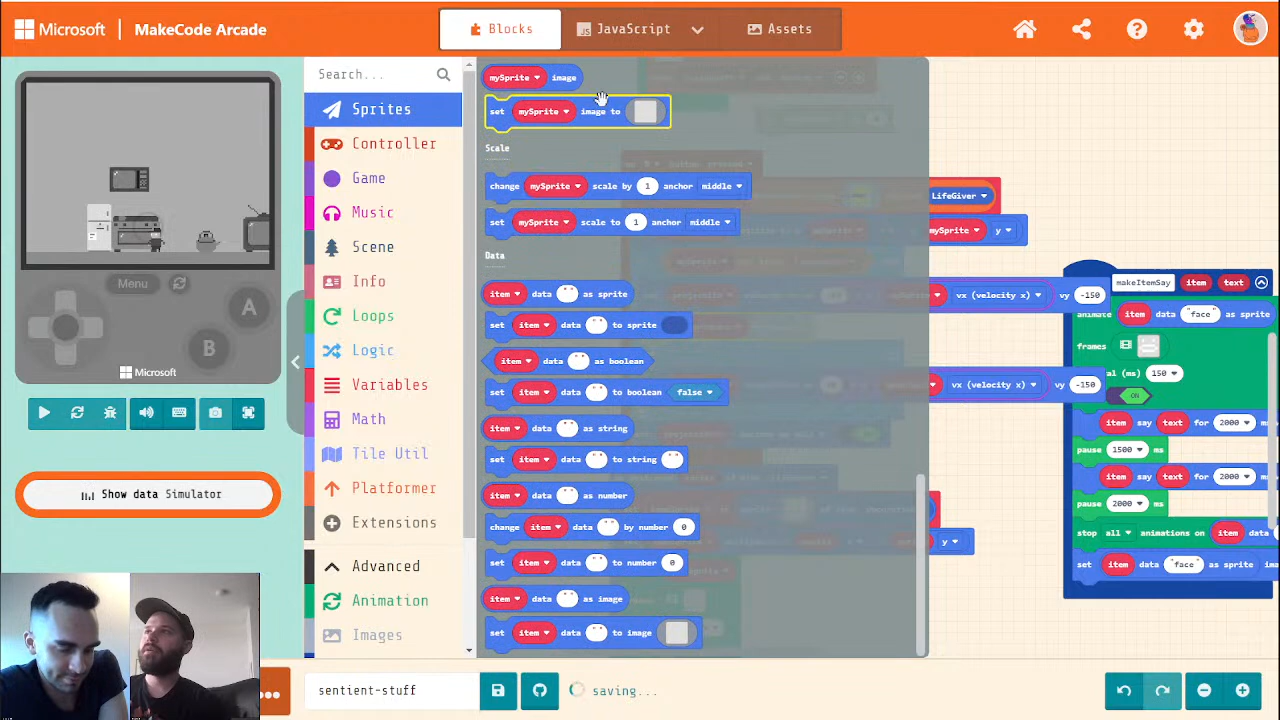 Microsoft
MakeCode Arcade
Blocks
JavaScript
Assets
Menu
A
B
Microsoft
Show data Simulator
Search...
Sprites
Controller
Game
Music
Scene
Info
Loops
Logic
Variables
Math
Tile Util
Platformer
Extensions
Advanced
Animation
Images
mySprite image
set mySprite image to
Scale
change mySprite scale by 1 anchor middle
set mySprite scale to 1 anchor middle
Data
item data "" as sprite
set item data "" to sprite
item data "" as boolean
set item data "" to boolean false
item data "" as string
set item data "" to string ""
item data "" as number
change item data "" by number 0
set item data "" to number 0
item data "" as image
set item data "" to image
LifeGiver
mySprite y
vx (velocity x) vy -150
vx (velocity x) vy -150
y
makeItemSay item text
animate item data "face" as sprite
frames
150
ON
item say text for 2000
pause 1500 ms
item say text for 2000
pause 2000 ms
stop all animations on item
set item data "face" as sprite
sentient-stuff
saving...